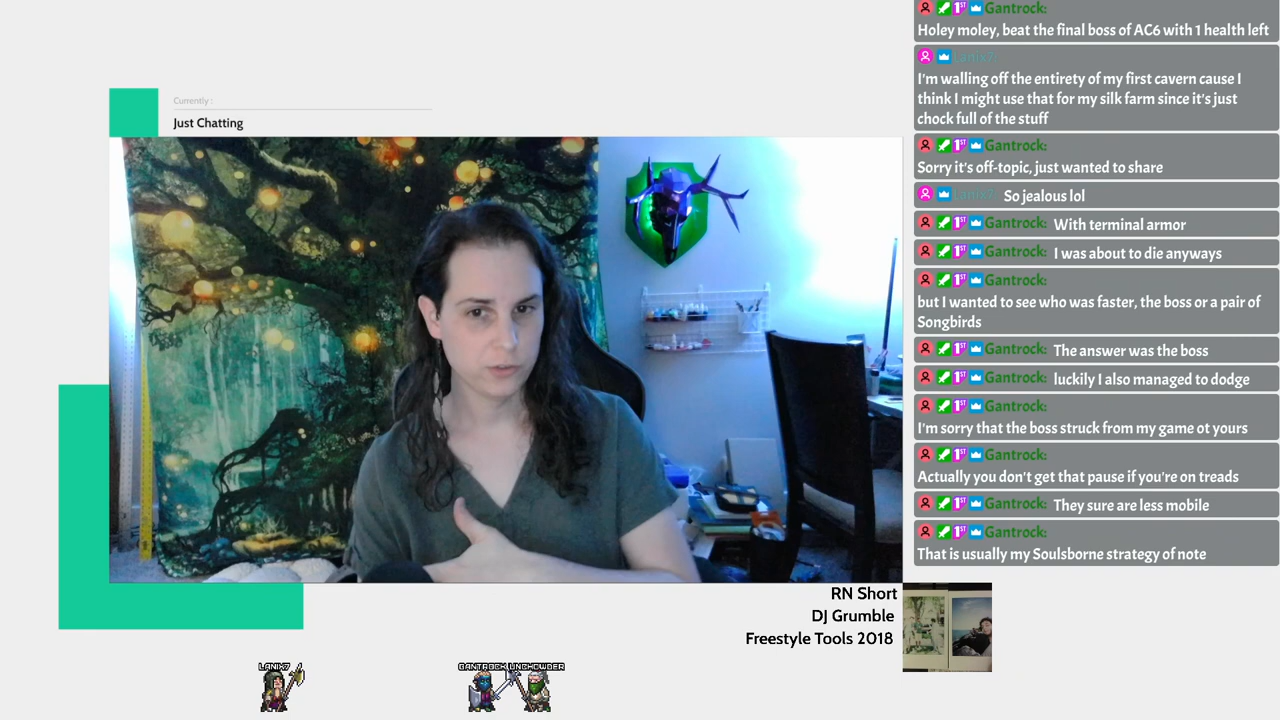 Currently :
Just Chatting
Gantrock:
Holey moley, beat the final boss of AC6 with 1 health left
Lanix7:
I'm walling off the entirety of my first cavern cause I
think I might use that for my silk farm since it's just
chock full of the stuff
Gantrock:
Sorry it's off-topic, just wanted to share
Lanix7: So jealous lol
Gantrock: With terminal armor
Gantrock: I was about to die anyways
Gantrock:
but I wanted to see who was faster, the boss or a pair of
Songbirds
Gantrock: The answer was the boss
Gantrock: luckily I also managed to dodge
Gantrock:
I'm sorry that the boss struck from my game ot yours
Gantrock:
Actually you don't get that pause if you're on treads
Gantrock: They sure are less mobile
Gantrock:
That is usually my Soulsborne strategy of note
RN Short
DJ Grumble
Freestyle Tools 2018
LANIX7
GANTROCK